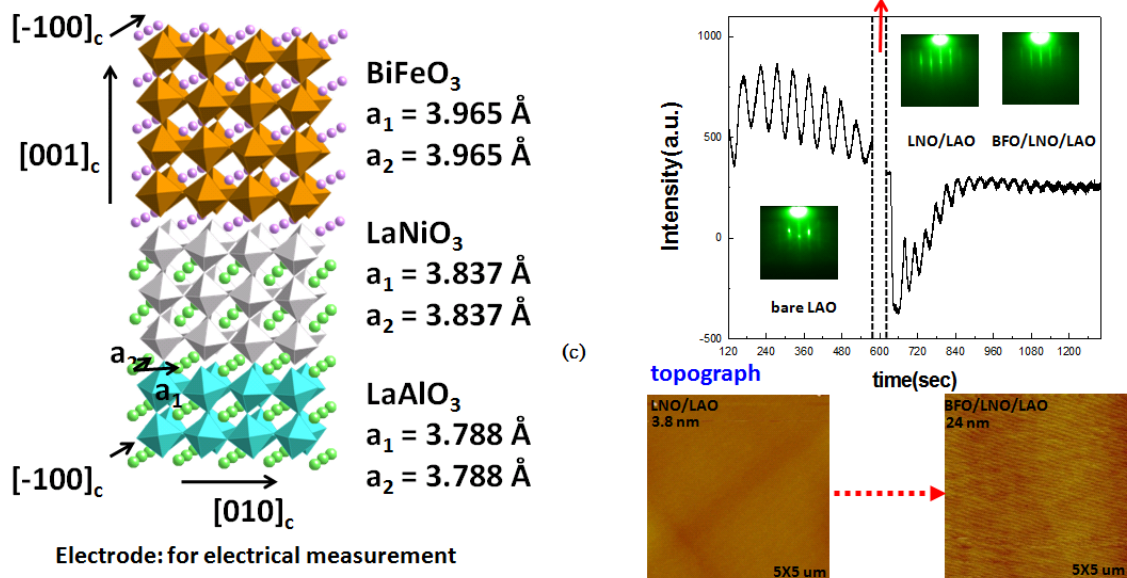 [-100]c
[001]c
BiFeO3
a1 = 3.965 Å
a2 = 3.965 Å
LaNiO3
a1 = 3.837 Å
a2 = 3.837 Å
a2
a1
LaAlO3
a1 = 3.788 Å
a2 = 3.788 Å
[-100]c
[010]c
Electrode: for electrical measurement
Intensity(a.u.)
1000
500
0
-500
LNO/LAO
BFO/LNO/LAO
bare LAO
120 240 360 480 600 720 840 960 1080 1200
time(sec)
(c)
topograph
LNO/LAO
3.8 nm
5X5 um
BFO/LNO/LAO
24 nm
5X5 um